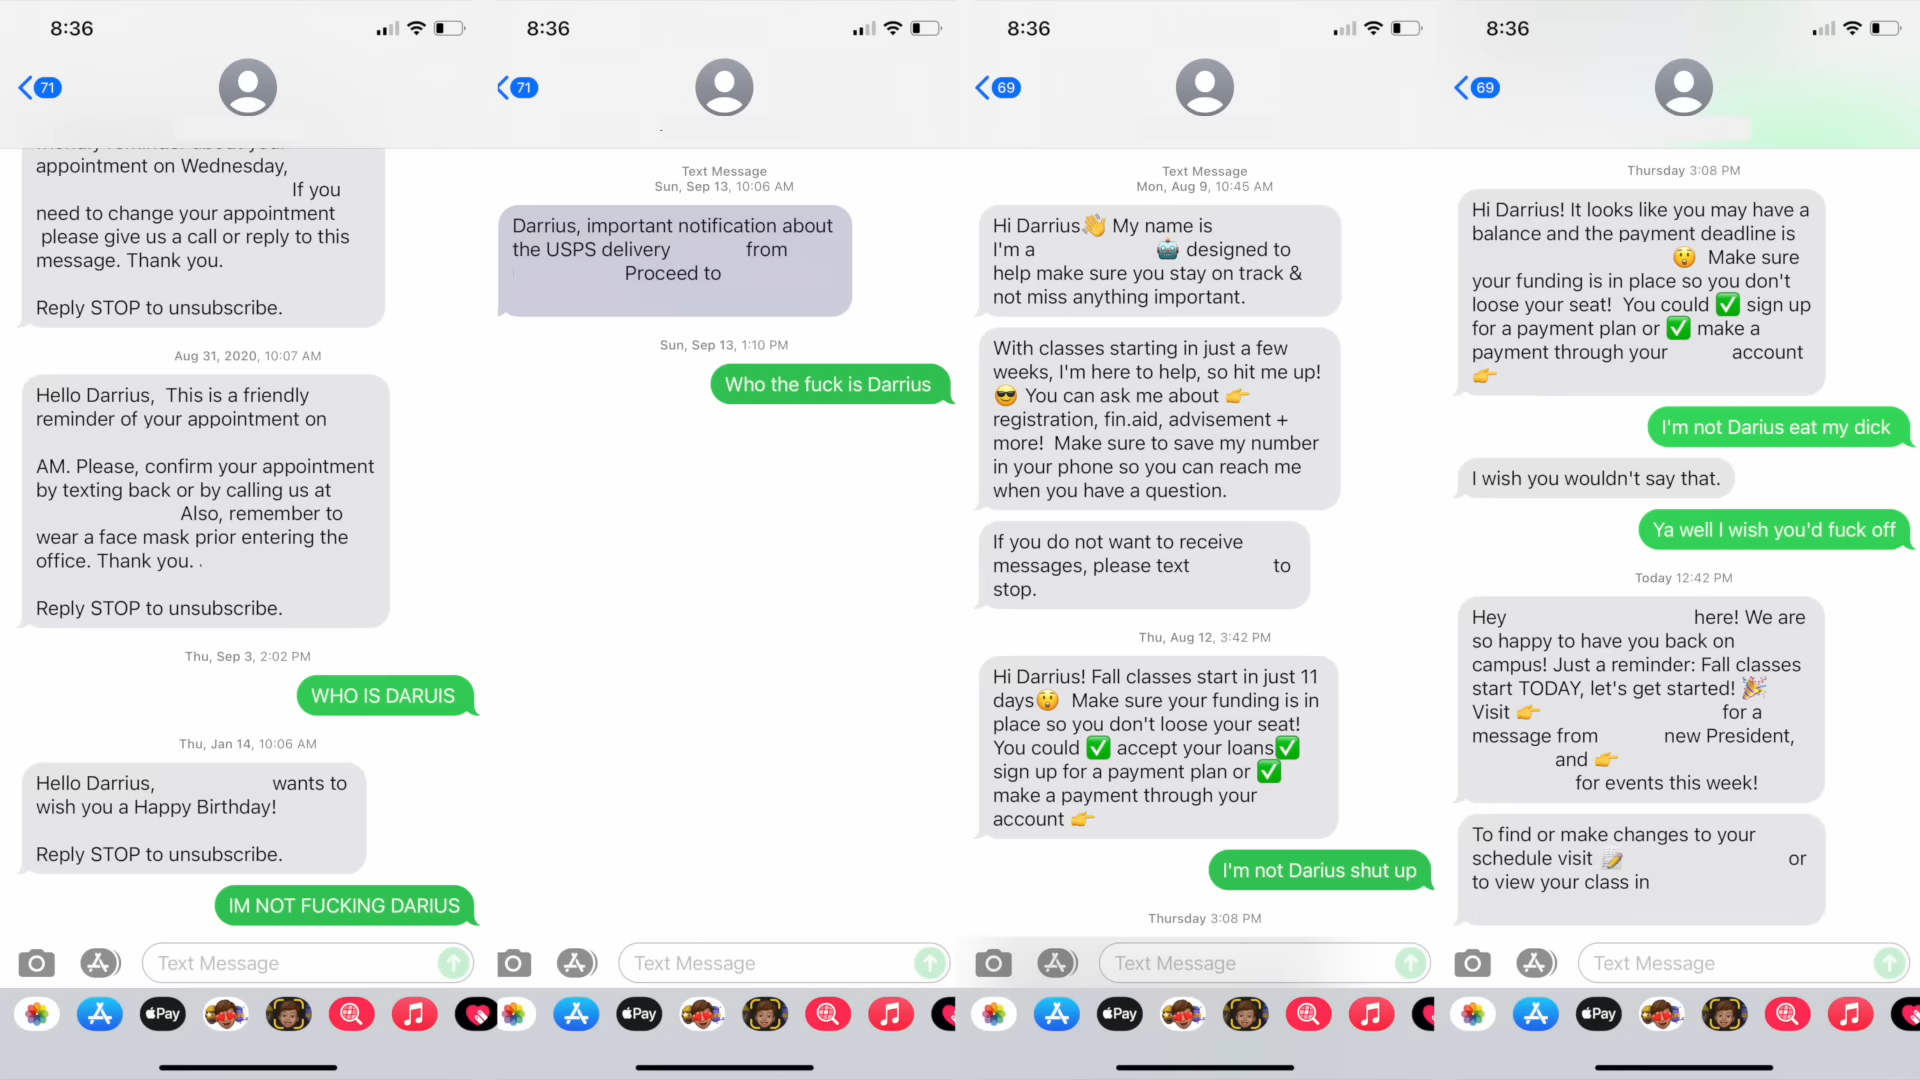 8:36
71
friendly reminder about your
appointment on Wednesday,
If you
need to change your appointment
please give us a call or reply to this
message. Thank you.
Reply STOP to unsubscribe.
Aug 31, 2020, 10:07 AM
Hello Darrius,  This is a friendly
reminder of your appointment on
AM. Please, confirm your appointment
by texting back or by calling us at
Also, remember to
wear a face mask prior entering the
office. Thank you.
Reply STOP to unsubscribe.
Thu, Sep 3, 2:02 PM
WHO IS DARUIS
Thu, Jan 14, 10:06 AM
Hello Darrius, wants to
wish you a Happy Birthday!
Reply STOP to unsubscribe.
IM NOT FUCKING DARIUS
Text Message
Pay
8:36
71
Text Message
Sun, Sep 13, 10:06 AM
Darrius, important notification about
the USPS delivery from
Proceed to
Sun, Sep 13, 1:10 PM
Who the fuck is Darrius
Text Message
Pay
8:36
69
Text Message
Mon, Aug 9, 10:45 AM
Hi Darrius👋 My name is
I'm a 🤖 designed to
help make sure you stay on track &
not miss anything important.
With classes starting in just a few
weeks, I'm here to help, so hit me up!
😎 You can ask me about 👉
registration, fin.aid, advisement +
more!  Make sure to save my number
in your phone so you can reach me
when you have a question.
If you do not want to receive
messages, please text to
stop.
Thu, Aug 12, 3:42 PM
Hi Darrius! Fall classes start in just 11
days😲  Make sure your funding is in
place so you don't loose your seat!
You could ✅ accept your loans✅
sign up for a payment plan or ✅
make a payment through your
account 👉
I'm not Darius shut up
Thursday 3:08 PM
Text Message
Pay
8:36
69
Thursday 3:08 PM
Hi Darrius! It looks like you may have a
balance and the payment deadline is
😲  Make sure
your funding is in place so you don't
loose your seat!  You could ✅ sign up
for a payment plan or ✅ make a
payment through your account
👉
I'm not Darius eat my dick
I wish you wouldn't say that.
Ya well I wish you'd fuck off
Today 12:42 PM
Hey here! We are
so happy to have you back on
campus! Just a reminder: Fall classes
start TODAY, let's get started! 🎉
Visit 👉 for a
message from new President,
and 👉
for events this week!
To find or make changes to your
schedule visit 📝 or
to view your class in
Text Message
Pay